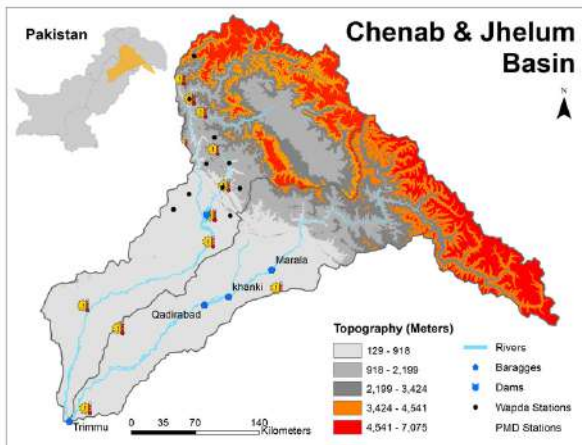 Pakistan
Chenab & Jhelum
Basin
N
Marala
khanki
Qadirabad
Trimmu
0 35 70 140
Kilometers
Topography (Meters)
129 - 918
918 - 2,199
2,199 - 3,424
3,424 - 4,541
4,541 - 7,975
Rivers
Baragges
Dams
Wapda Stations
PMD Stations